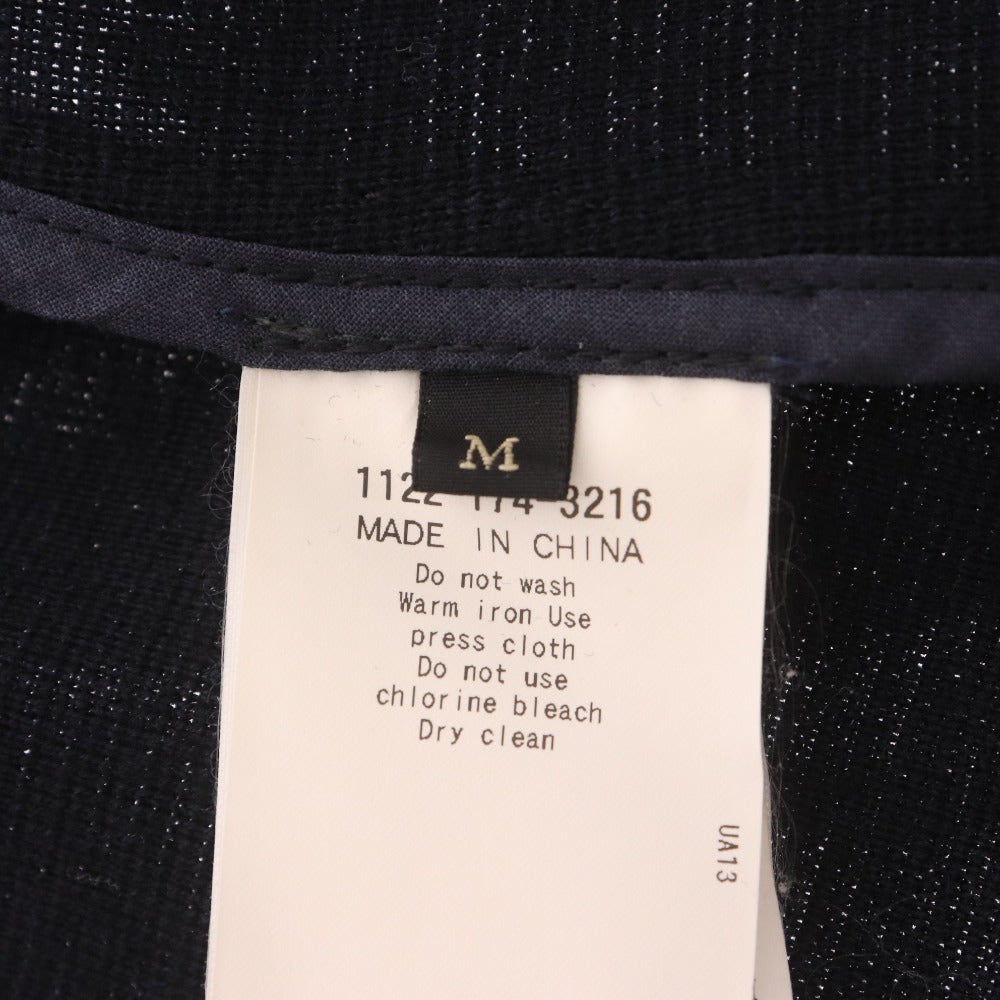 M
1122 174 3216
MADE IN CHINA
Do not wash
Warm iron Use
press cloth
Do not use
chlorine bleach
Dry clean
UA13